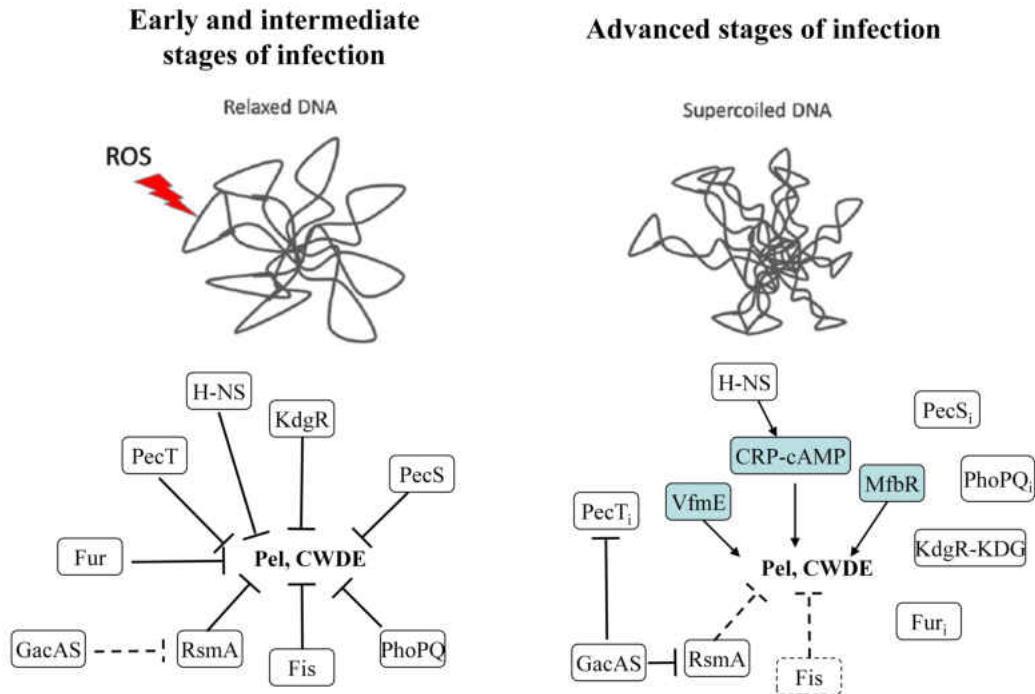 Early and intermediate
stages of infection
Relaxed DNA
ROS
H-NS
KdgR
PecT
PecS
Fur
Pel, CWDE
GacAS
RsmA
Fis
PhoPQ
Advanced stages of infection
Supercoiled DNA
H-NS
PecSi
CRP-cAMP
VfmE
MfbR
PhoPQi
PecTi
KdgR-KDG
Pel, CWDE
Furi
GacAS
RsmA
Fis